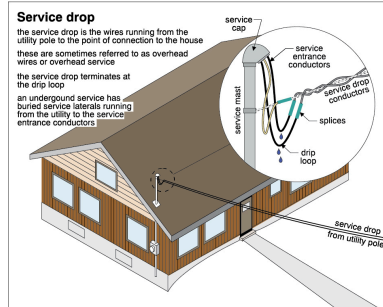 Service drop
the service drop is the wires running from the
utility pole to the point of connection to the house
these are sometimes referred to as overhead
wires or overhead service
the service drop terminates at
the drip loop
an undergound service has
buried service laterals running
from the utility to the service
entrance conductors
service
cap
service
entrance
conductors
service mast
service drop
conductors
splices
drip
loop
service drop
from utility pole